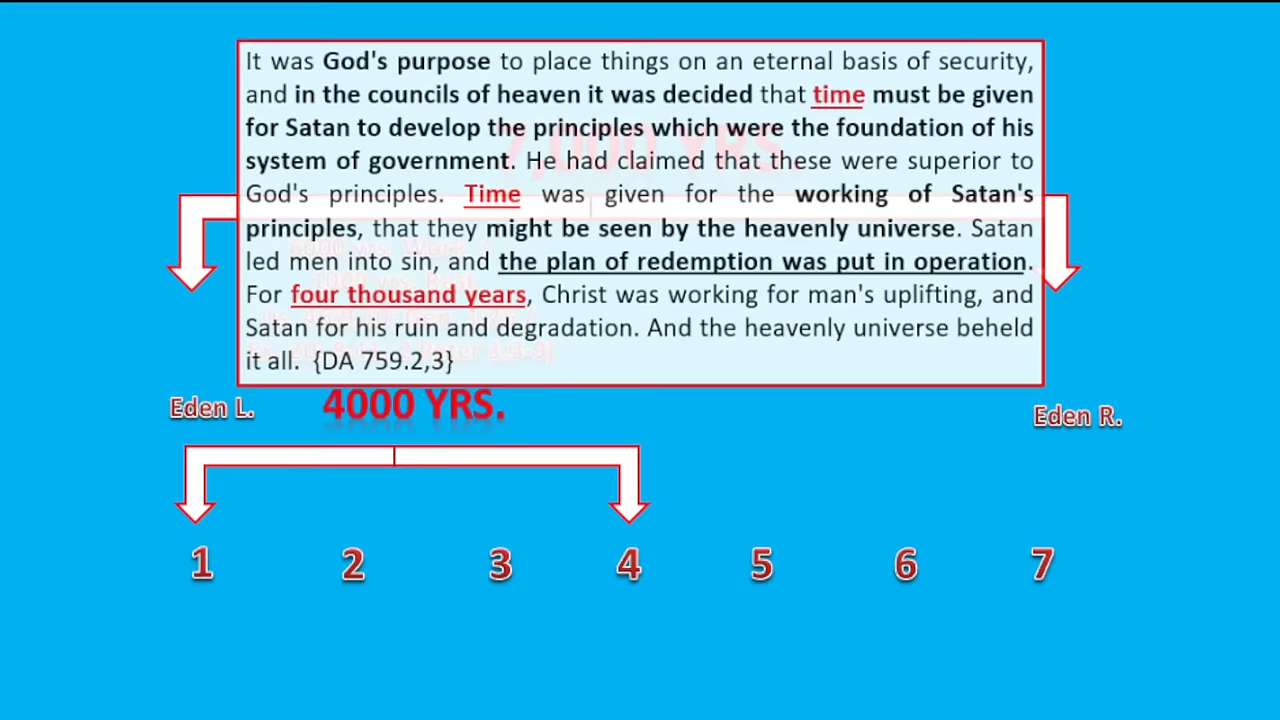 It was God's purpose to place things on an eternal basis of security,
and in the councils of heaven it was decided that time must be given
for Satan to develop the principles which were the foundation of his
system of government. He had claimed that these were superior to
God's principles. Time was given for the working of Satan's
principles, that they might be seen by the heavenly universe. Satan
led men into sin, and the plan of redemption was put in operation.
For four thousand years, Christ was working for man's uplifting, and
Satan for his ruin and degradation. And the heavenly universe beheld
it all. {DA 759.2,3}
7,000 YRS.
Eden L.
4000 YRS.
Eden R.
1 2 3 4 5 6 7